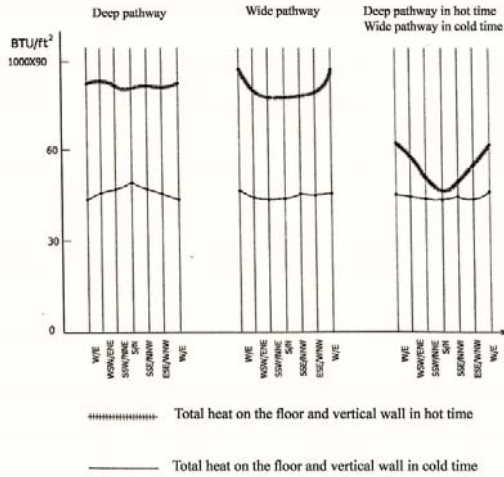 Deep pathway
Wide pathway
Deep pathway in hot time
Wide pathway in cold time
BTU/ft²
1000X90
60
30
0
W/E
WSW/ENE
SSW/NNE
S/N
SSE/NNW
ESE/WNW
W/E
W/E
WSW/ENE
SSW/NNE
S/N
SSE/NNW
ESE/WNW
W/E
W/E
WSW/ENE
SSW/NNE
S/N
SSE/NNW
ESE/WNW
W/E
Total heat on the floor and vertical wall in hot time
Total heat on the floor and vertical wall in cold time